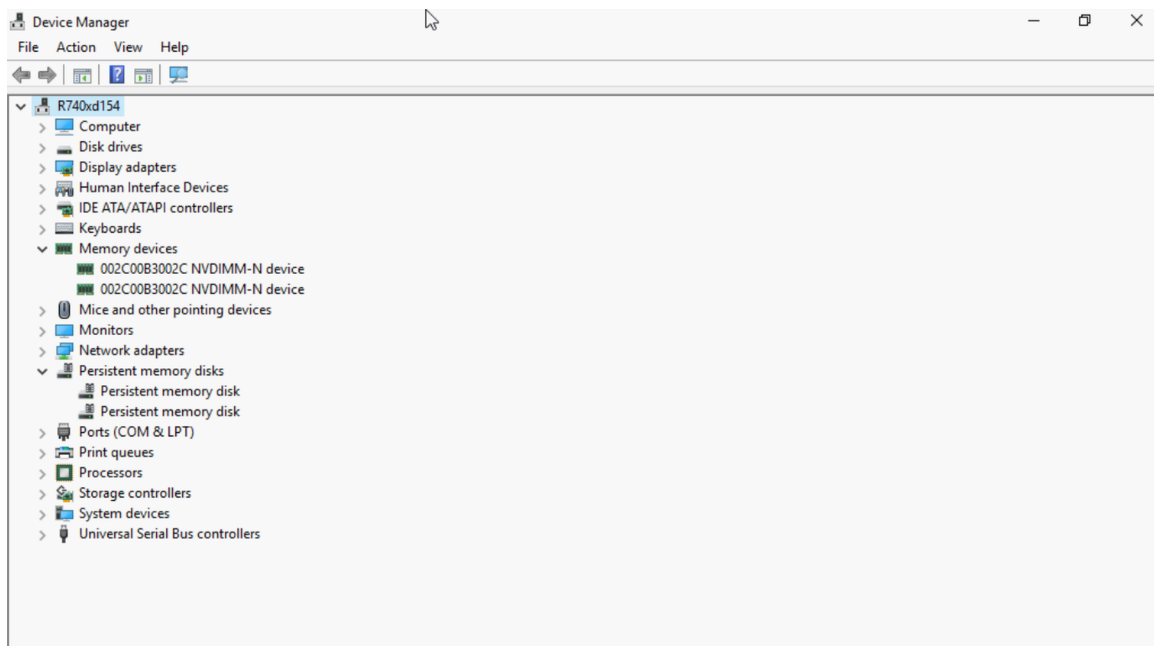 Device Manager
File Action View Help
R740xd154
Computer
Disk drives
Display adapters
Human Interface Devices
IDE ATA/ATAPI controllers
Keyboards
Memory devices
002C00B3002C NVDIMM-N device
002C00B3002C NVDIMM-N device
Mice and other pointing devices
Monitors
Network adapters
Persistent memory disks
Persistent memory disk
Persistent memory disk
Ports (COM & LPT)
Print queues
Processors
Storage controllers
System devices
Universal Serial Bus controllers